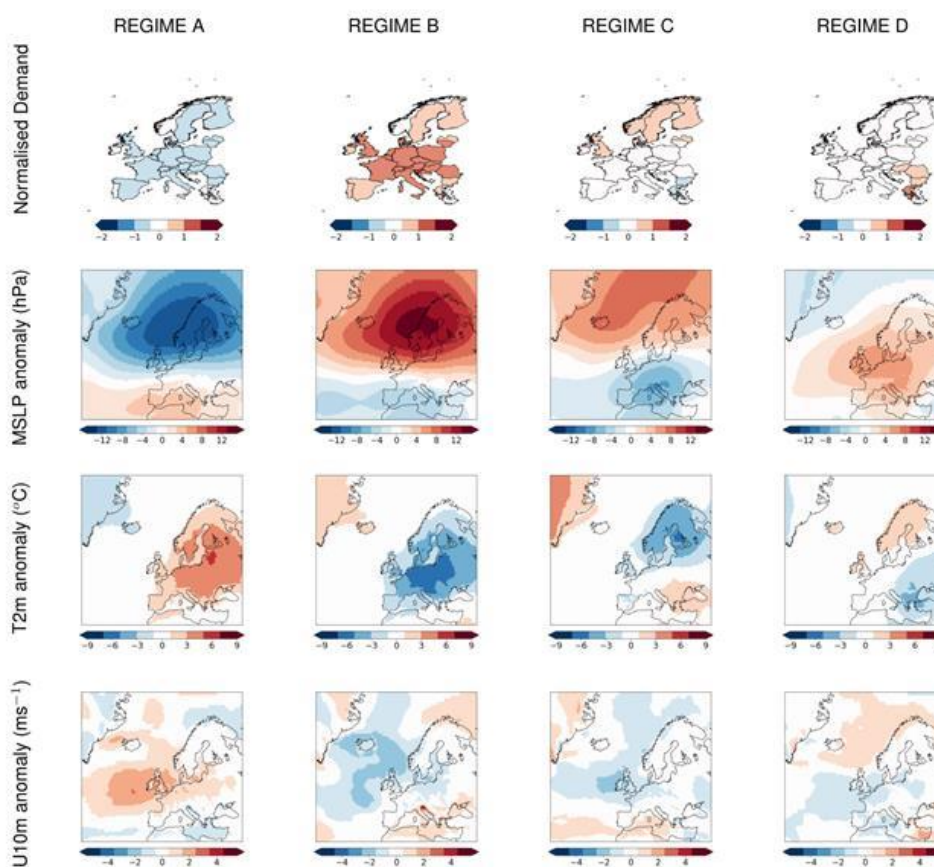 REGIME A REGIME B REGIME C REGIME D
Normalised Demand
−2 −1 0 1 2 −2 −1 0 1 2 −2 −1 0 1 2 −2 −1 0 1 2
MSLP anomaly (hPa)
−12 −8 −4 0 4 8 12 −12 −8 −4 0 4 8 12 −12 −8 −4 0 4 8 12 −12 −8 −4 0 4 8 12
T2m anomaly (°C)
−9 −6 −3 0 3 6 9 −9 −6 −3 0 3 6 9 −9 −6 −3 0 3 6 9 −9 −6 −3 0 3 6 9
U10m anomaly (ms⁻¹)
−4 −2 0 2 4 −4 −2 0 2 4 −4 −2 0 2 4 −4 −2 0 2 4